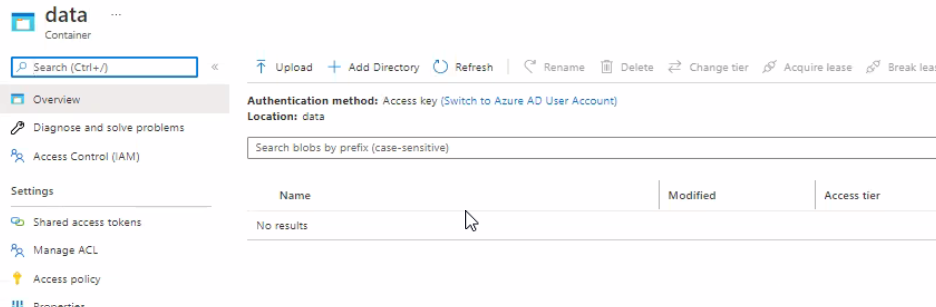 data ...
Container
Search (Ctrl+/)
«
Upload
Add Directory
Refresh
Rename
Delete
Change tier
Acquire lease
Break leas
Overview
Diagnose and solve problems
Access Control (IAM)
Settings
Shared access tokens
Manage ACL
Access policy
Properties
Authentication method: Access key (Switch to Azure AD User Account)
Location: data
Search blobs by prefix (case-sensitive)
Name
Modified
Access tier
No results